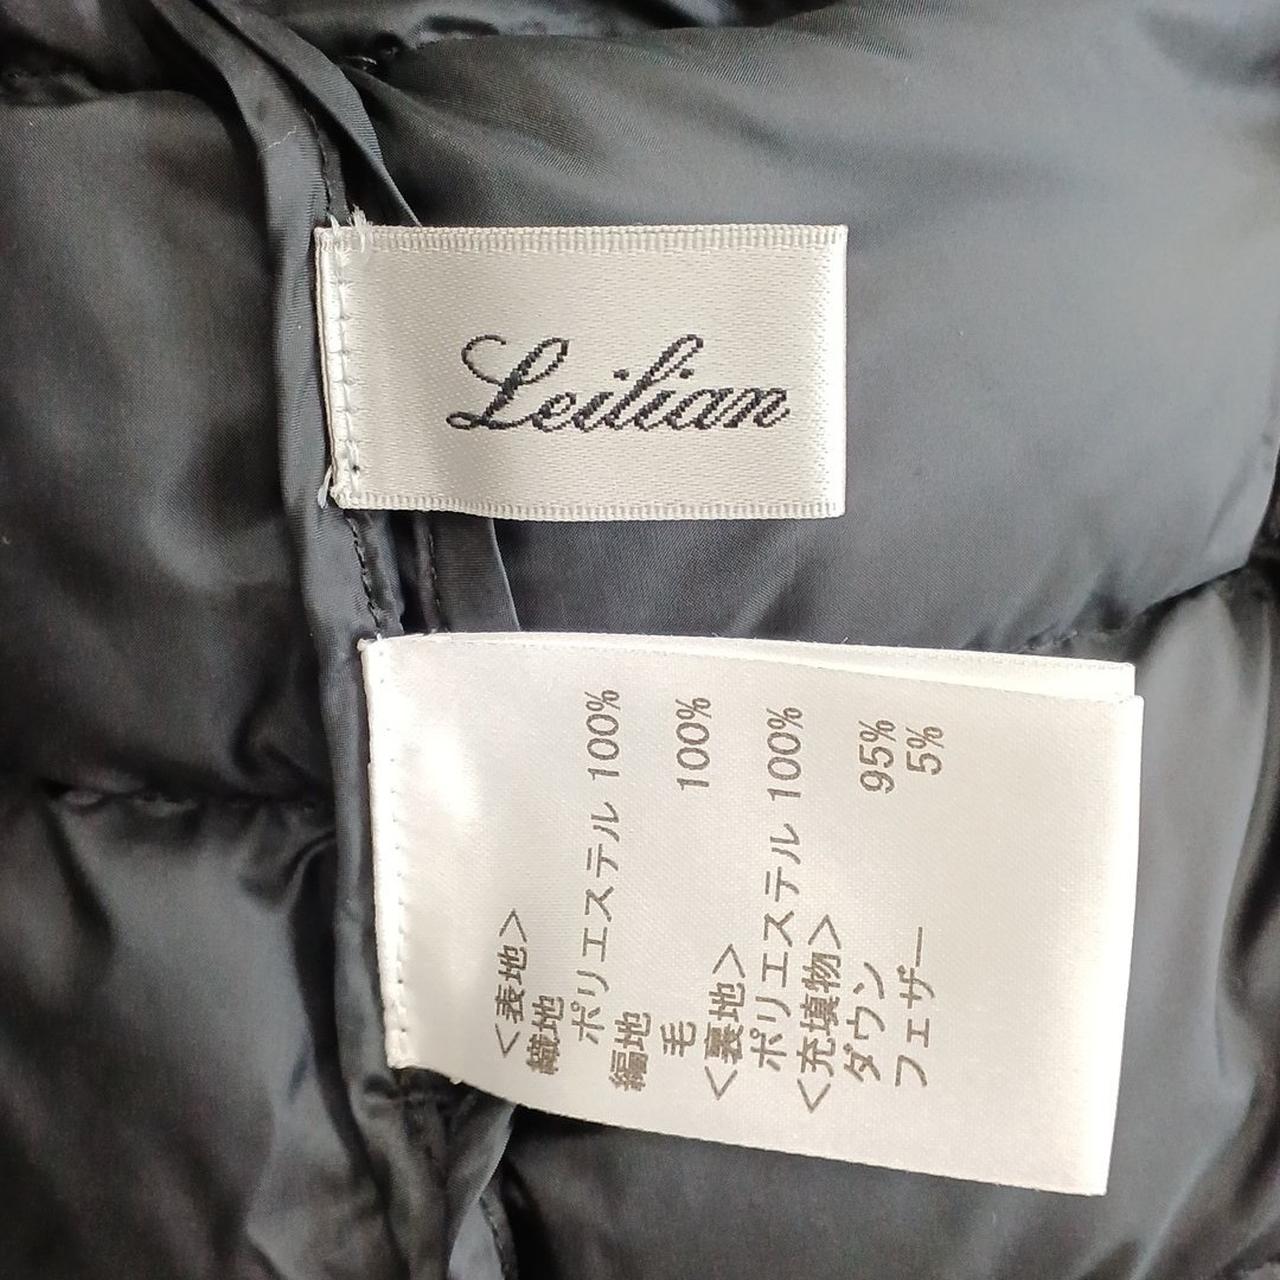 Leilian
<表地>
織地
ポリエステル 100%
編地
毛 100%
<裏地>
ポリエステル 100%
<充填物>
ダウン 95%
フェザー 5%